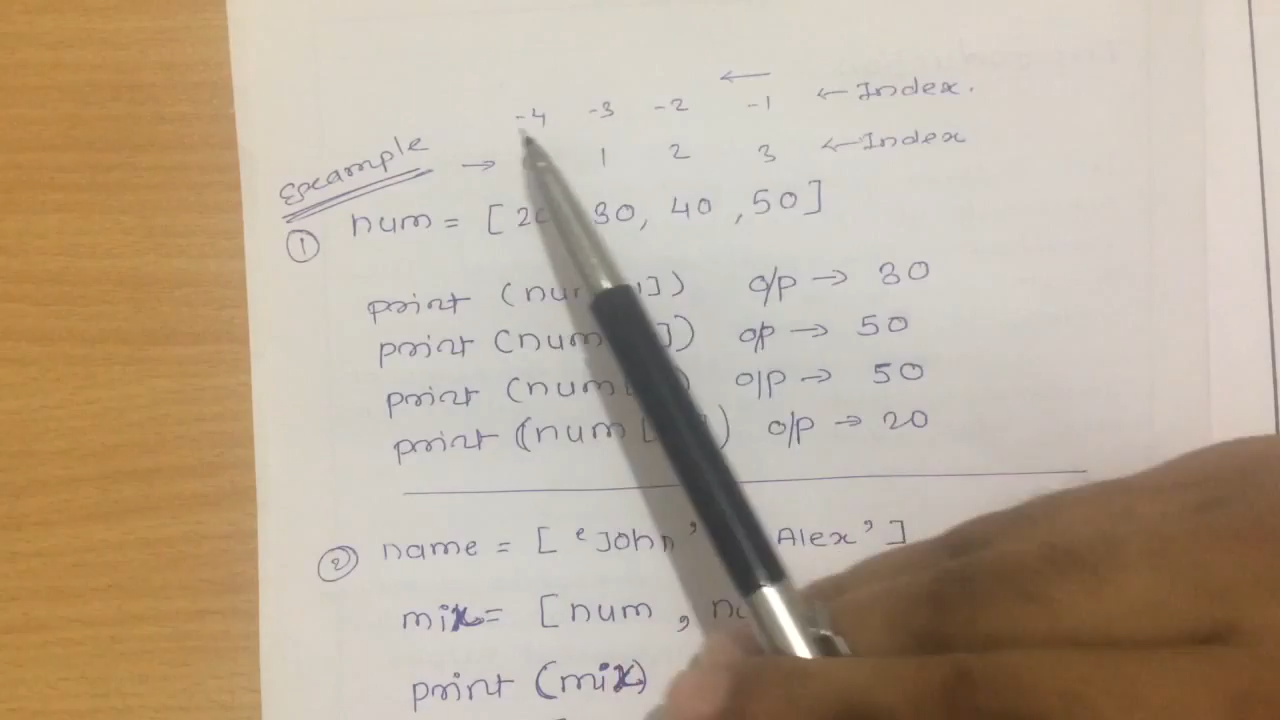 ←
-4 -3 -2 -1 ← Index.
Example → 1 2 3 ← Index
① num = [ 30, 40 ,50]
print ( ]) o/p → 30
print (num ]) o/p → 50
print (num ) o/p → 50
print (num [ ) o/p → 20
② name = [ 'John' Alex' ]
mix = [num ,
print (mix)